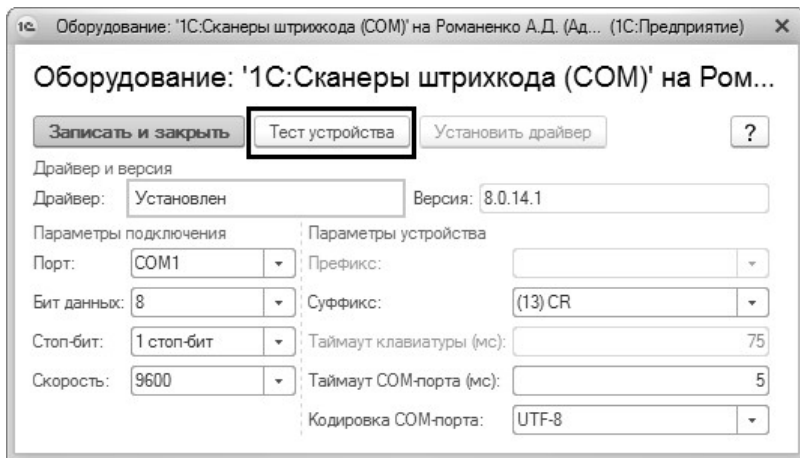 1С Оборудование: '1С:Сканеры штрихкода (COM)' на Романенко А.Д. (Ад... (1С:Предприятие) ×
Оборудование: '1С:Сканеры штрихкода (COM)' на Ром...
Записать и закрыть Тест устройства Установить драйвер ?
Драйвер и версия
Драйвер: Установлен Версия: 8.0.14.1
Параметры подключения Параметры устройства
Порт: COM1 Префикс:
Бит данных: 8 Суффикс: (13) CR
Стоп-бит: 1 стоп-бит Таймаут клавиатуры (мс): 75
Скорость: 9600 Таймаут COM-порта (мс): 5
Кодировка COM-порта: UTF-8